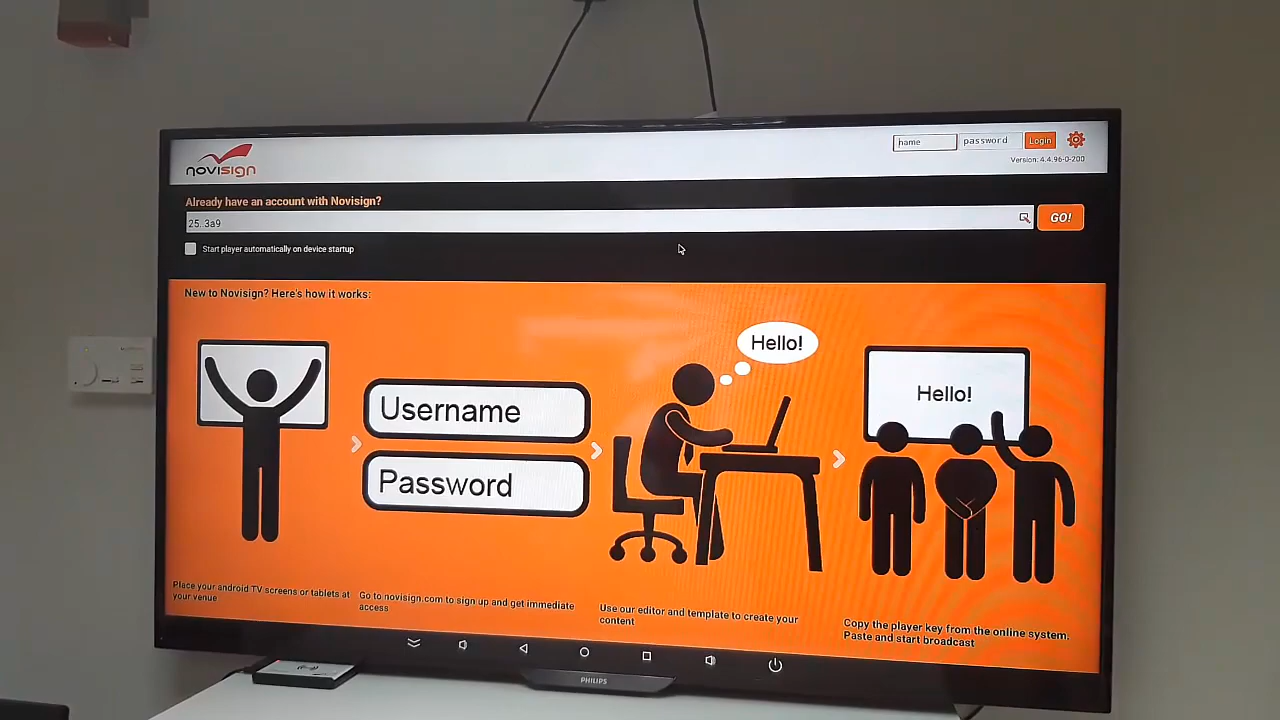 novisign
name
password
Login
Version: 4.4.96-0-200
Already have an account with Novisign?
25..3a9
GO!
Start player automatically on device startup
New to Novisign? Here's how it works:
Hello!
Hello!
Username
Password
Place your android TV screens or tablets at
your venue
Go to novisign.com to sign up and get immediate
access
Use our editor and template to create your
content
Copy the player key from the online system.
Paste and start broadcast
PHILIPS